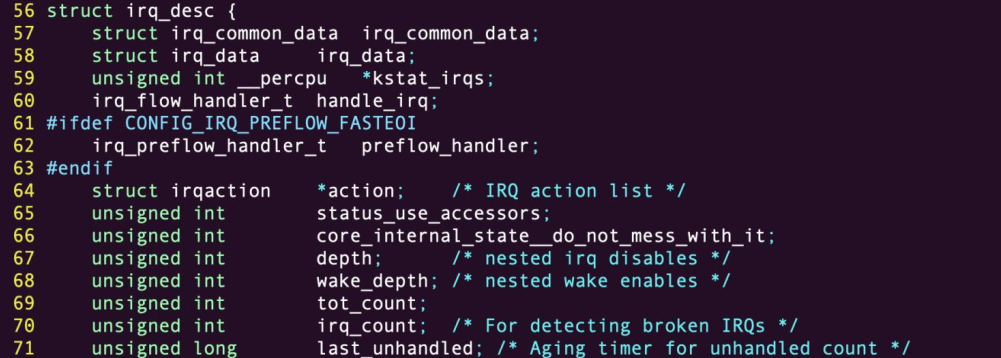 56 struct irq_desc {
57     struct irq_common_data  irq_common_data;
58     struct irq_data     irq_data;
59     unsigned int __percpu   *kstat_irqs;
60     irq_flow_handler_t  handle_irq;
61 #ifdef CONFIG_IRQ_PREFLOW_FASTEOI
62     irq_preflow_handler_t   preflow_handler;
63 #endif
64     struct irqaction    *action;    /* IRQ action list */
65     unsigned int        status_use_accessors;
66     unsigned int        core_internal_state__do_not_mess_with_it;
67     unsigned int        depth;      /* nested irq disables */
68     unsigned int        wake_depth; /* nested wake enables */
69     unsigned int        tot_count;
70     unsigned int        irq_count;  /* For detecting broken IRQs */
71     unsigned long       last_unhandled; /* Aging timer for unhandled count */